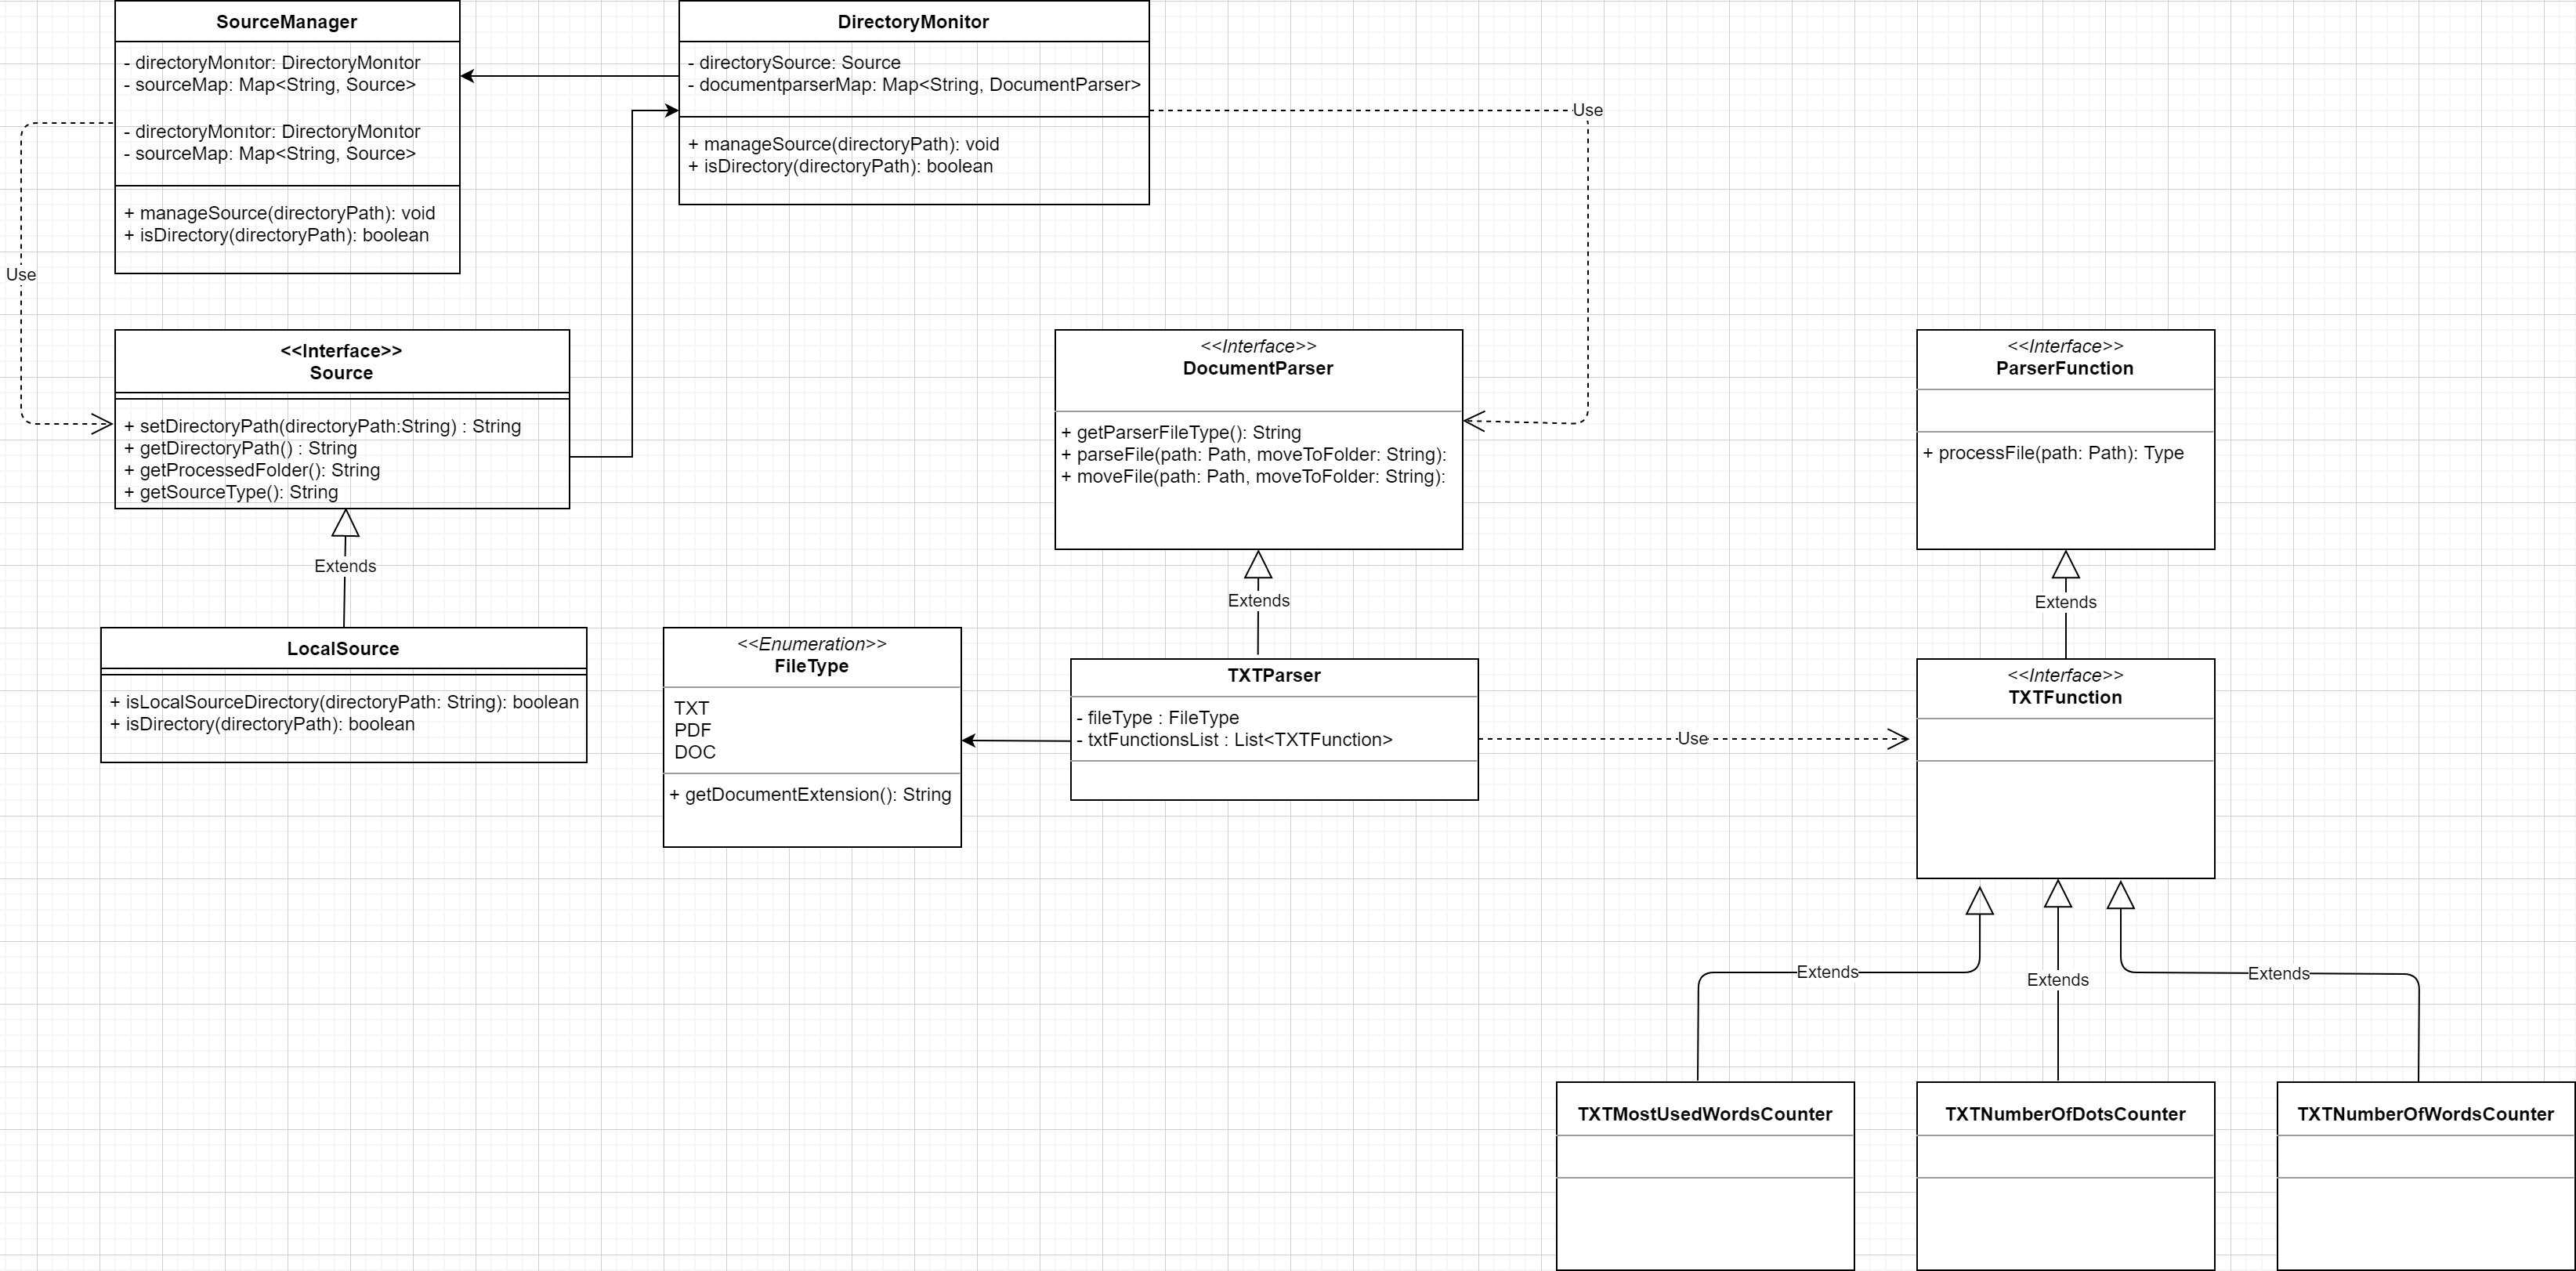 SourceManager
- directoryMonitor: DirectoryMonitor
- sourceMap: Map<String, Source>
- directoryMonitor: DirectoryMonitor
- sourceMap: Map<String, Source>
+ manageSource(directoryPath): void
+ isDirectory(directoryPath): boolean
DirectoryMonitor
- directorySource: Source
- documentparserMap: Map<String, DocumentParser>
+ manageSource(directoryPath): void
+ isDirectory(directoryPath): boolean
Use
Use
<<Interface>>
Source
+ setDirectoryPath(directoryPath:String) : String
+ getDirectoryPath() : String
+ getProcessedFolder(): String
+ getSourceType(): String
<<Interface>>
DocumentParser
+ getParserFileType(): String
+ parseFile(path: Path, moveToFolder: String):
+ moveFile(path: Path, moveToFolder: String):
<<Interface>>
ParserFunction
+ processFile(path: Path): Type
Extends
Extends
Extends
LocalSource
+ isLocalSourceDirectory(directoryPath: String): boolean
+ isDirectory(directoryPath): boolean
<<Enumeration>>
FileType
TXT
PDF
DOC
+ getDocumentExtension(): String
TXTParser
- fileType : FileType
- txtFunctionsList : List<TXTFunction>
Use
<<Interface>>
TXTFunction
Extends
Extends
Extends
TXTMostUsedWordsCounter
TXTNumberOfDotsCounter
TXTNumberOfWordsCounter